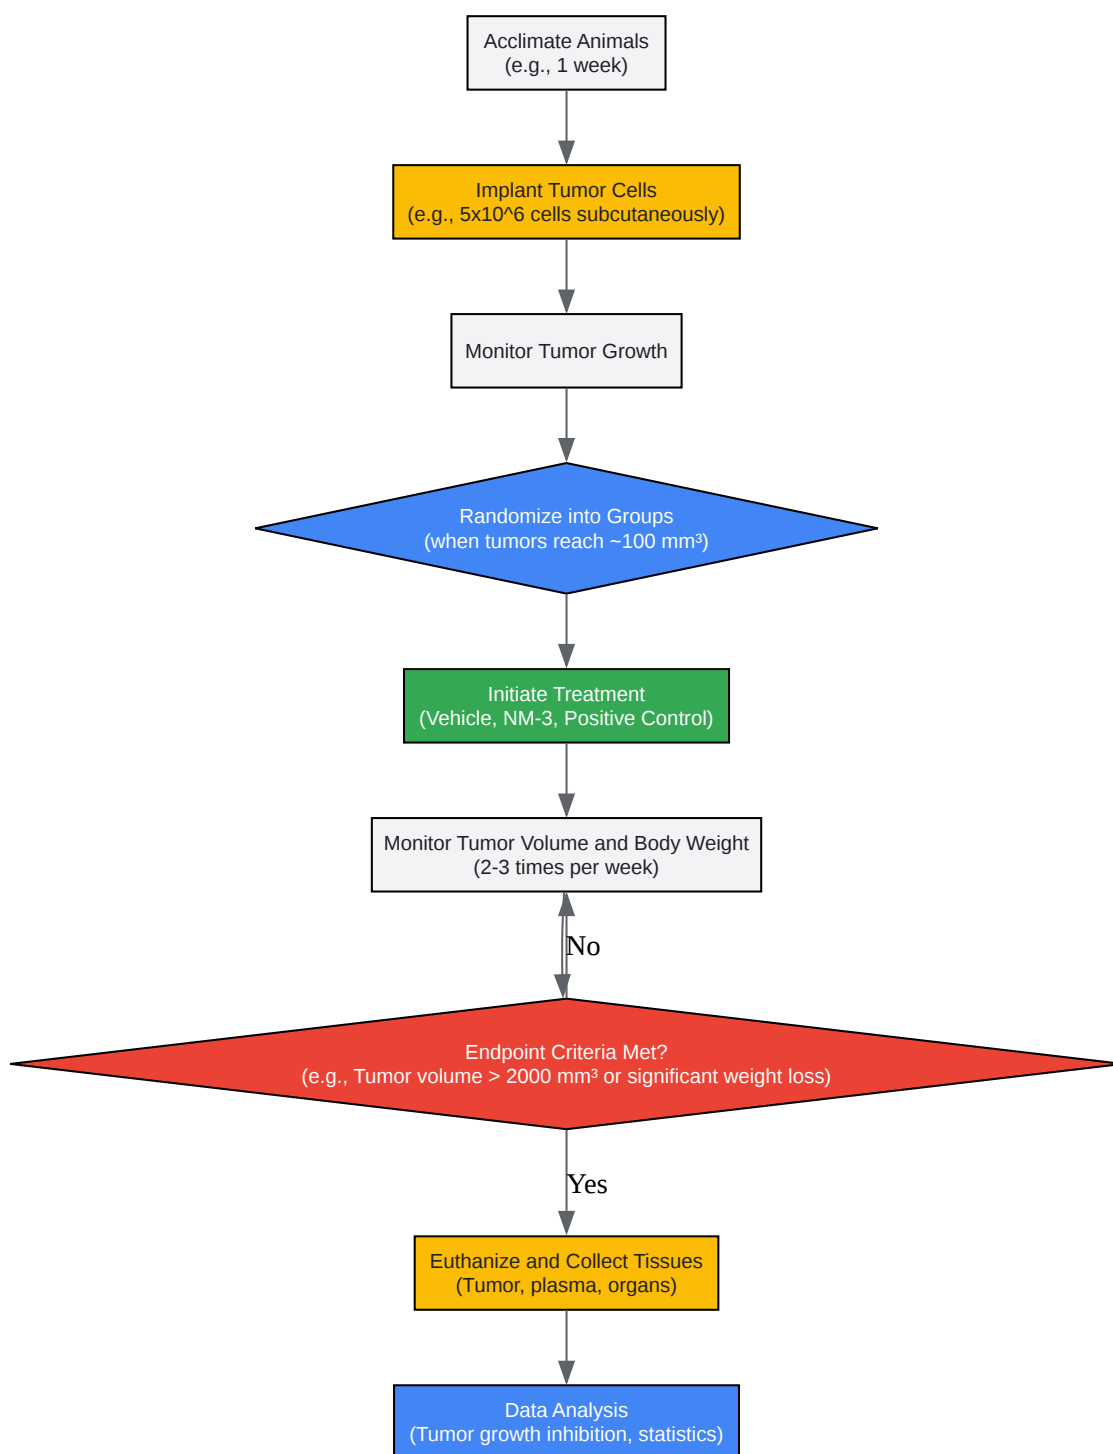 Acclimate Animals
(e.g., 1 week)
Implant Tumor Cells
(e.g., 5x10^6 cells subcutaneously)
Monitor Tumor Growth
Randomize into Groups
(when tumors reach ~100 mm³)
Initiate Treatment
(Vehicle, NM-3, Positive Control)
Monitor Tumor Volume and Body Weight
(2-3 times per week)
No
Endpoint Criteria Met?
(e.g., Tumor volume > 2000 mm³ or significant weight loss)
Yes
Euthanize and Collect Tissues
(Tumor, plasma, organs)
Data Analysis
(Tumor growth inhibition, statistics)